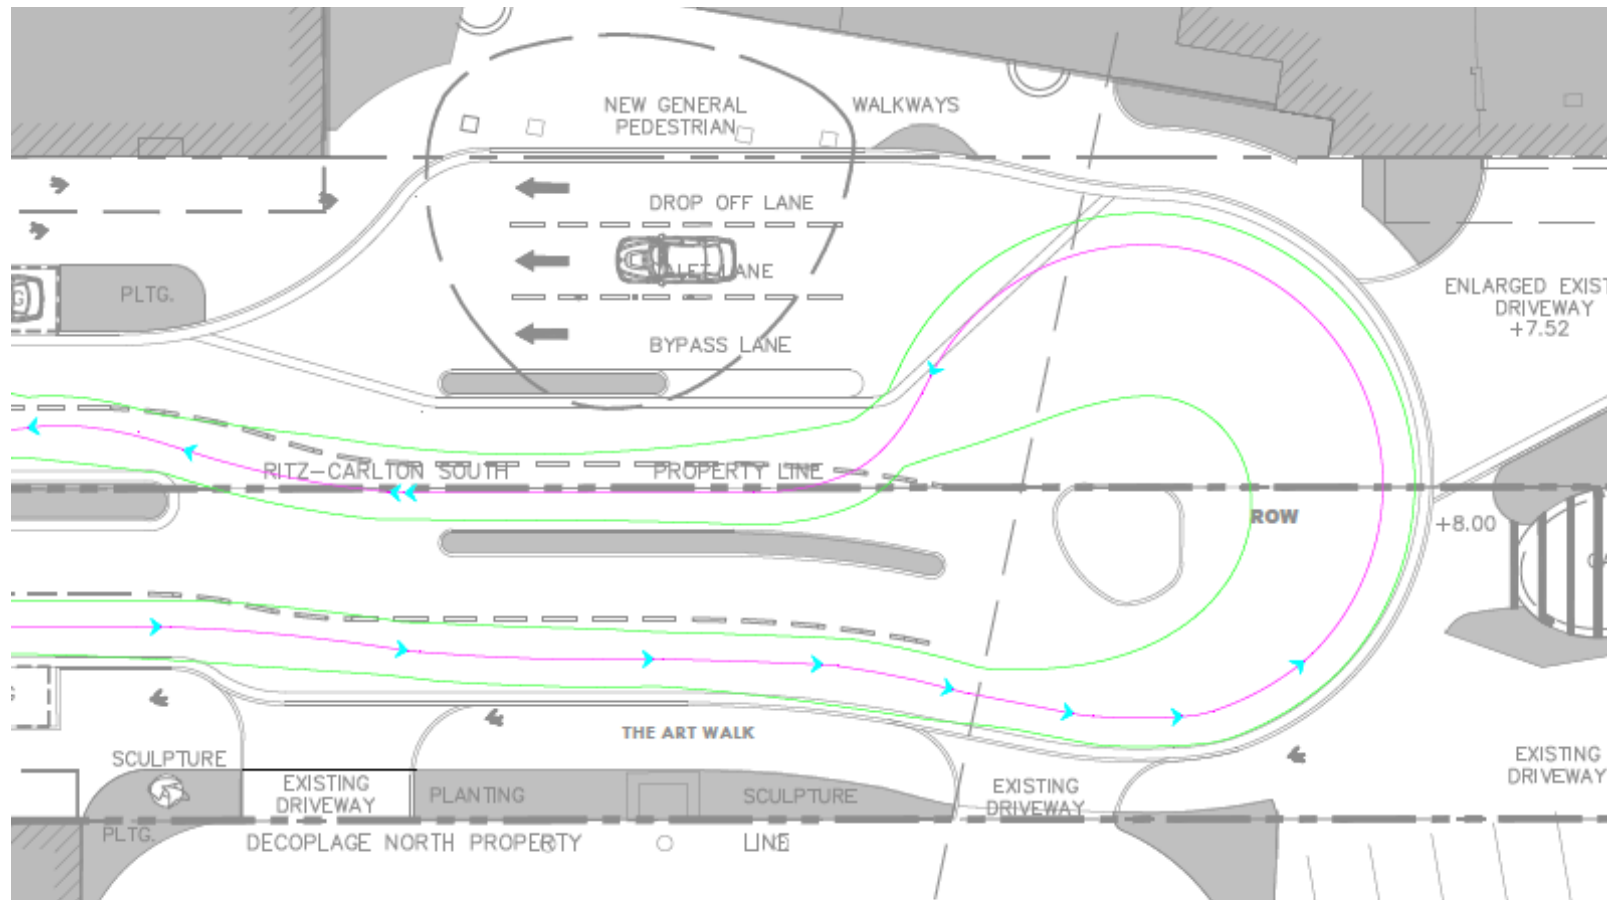 NEW GENERAL
PEDESTRIAN
WALKWAYS
DROP OFF LANE
LANE
BYPASS LANE
PLTG.
ENLARGED EXIST
DRIVEWAY
+7.52
RITZ-CARLTON SOUTH PROPERTY LINE
ROW
+8.00
THE ART WALK
SCULPTURE
EXISTING
DRIVEWAY
PLANTING
SCULPTURE
EXISTING
DRIVEWAY
EXISTING
DRIVEWAY
PLTG.
DECOPLAGE NORTH PROPERTY LINE